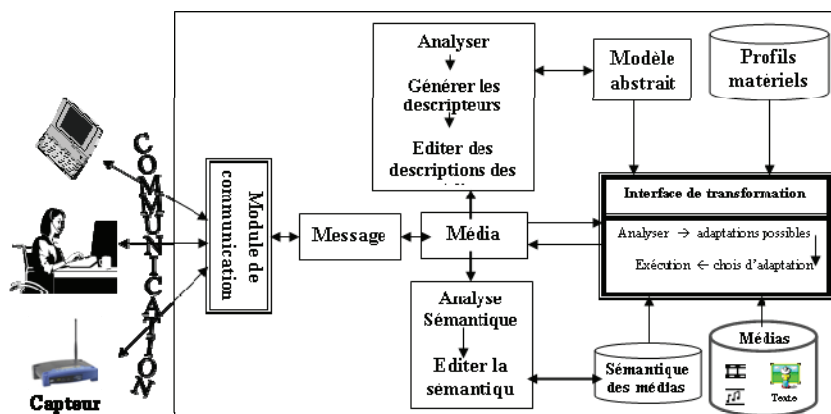 COMMUNICATION
Capteur
Module de
communication
Message
Média
Analyser
Générer les
descripteurs
Editer des
descriptions des
Modèle
abstrait
Profils
matériels
Interface de transformation
Analyser → adaptations possibles
Exécution ← chois d'adaptation
Analyse
Sémantique
Editer la
sémantiqu
Sémantique
des médias
Médias
Texte